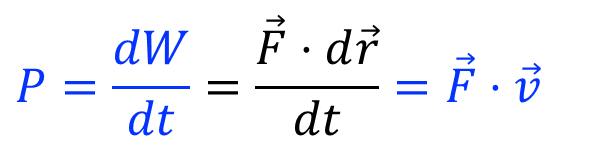 P = dW/dt = F⃗ · dr⃗/dt = F⃗ · v⃗